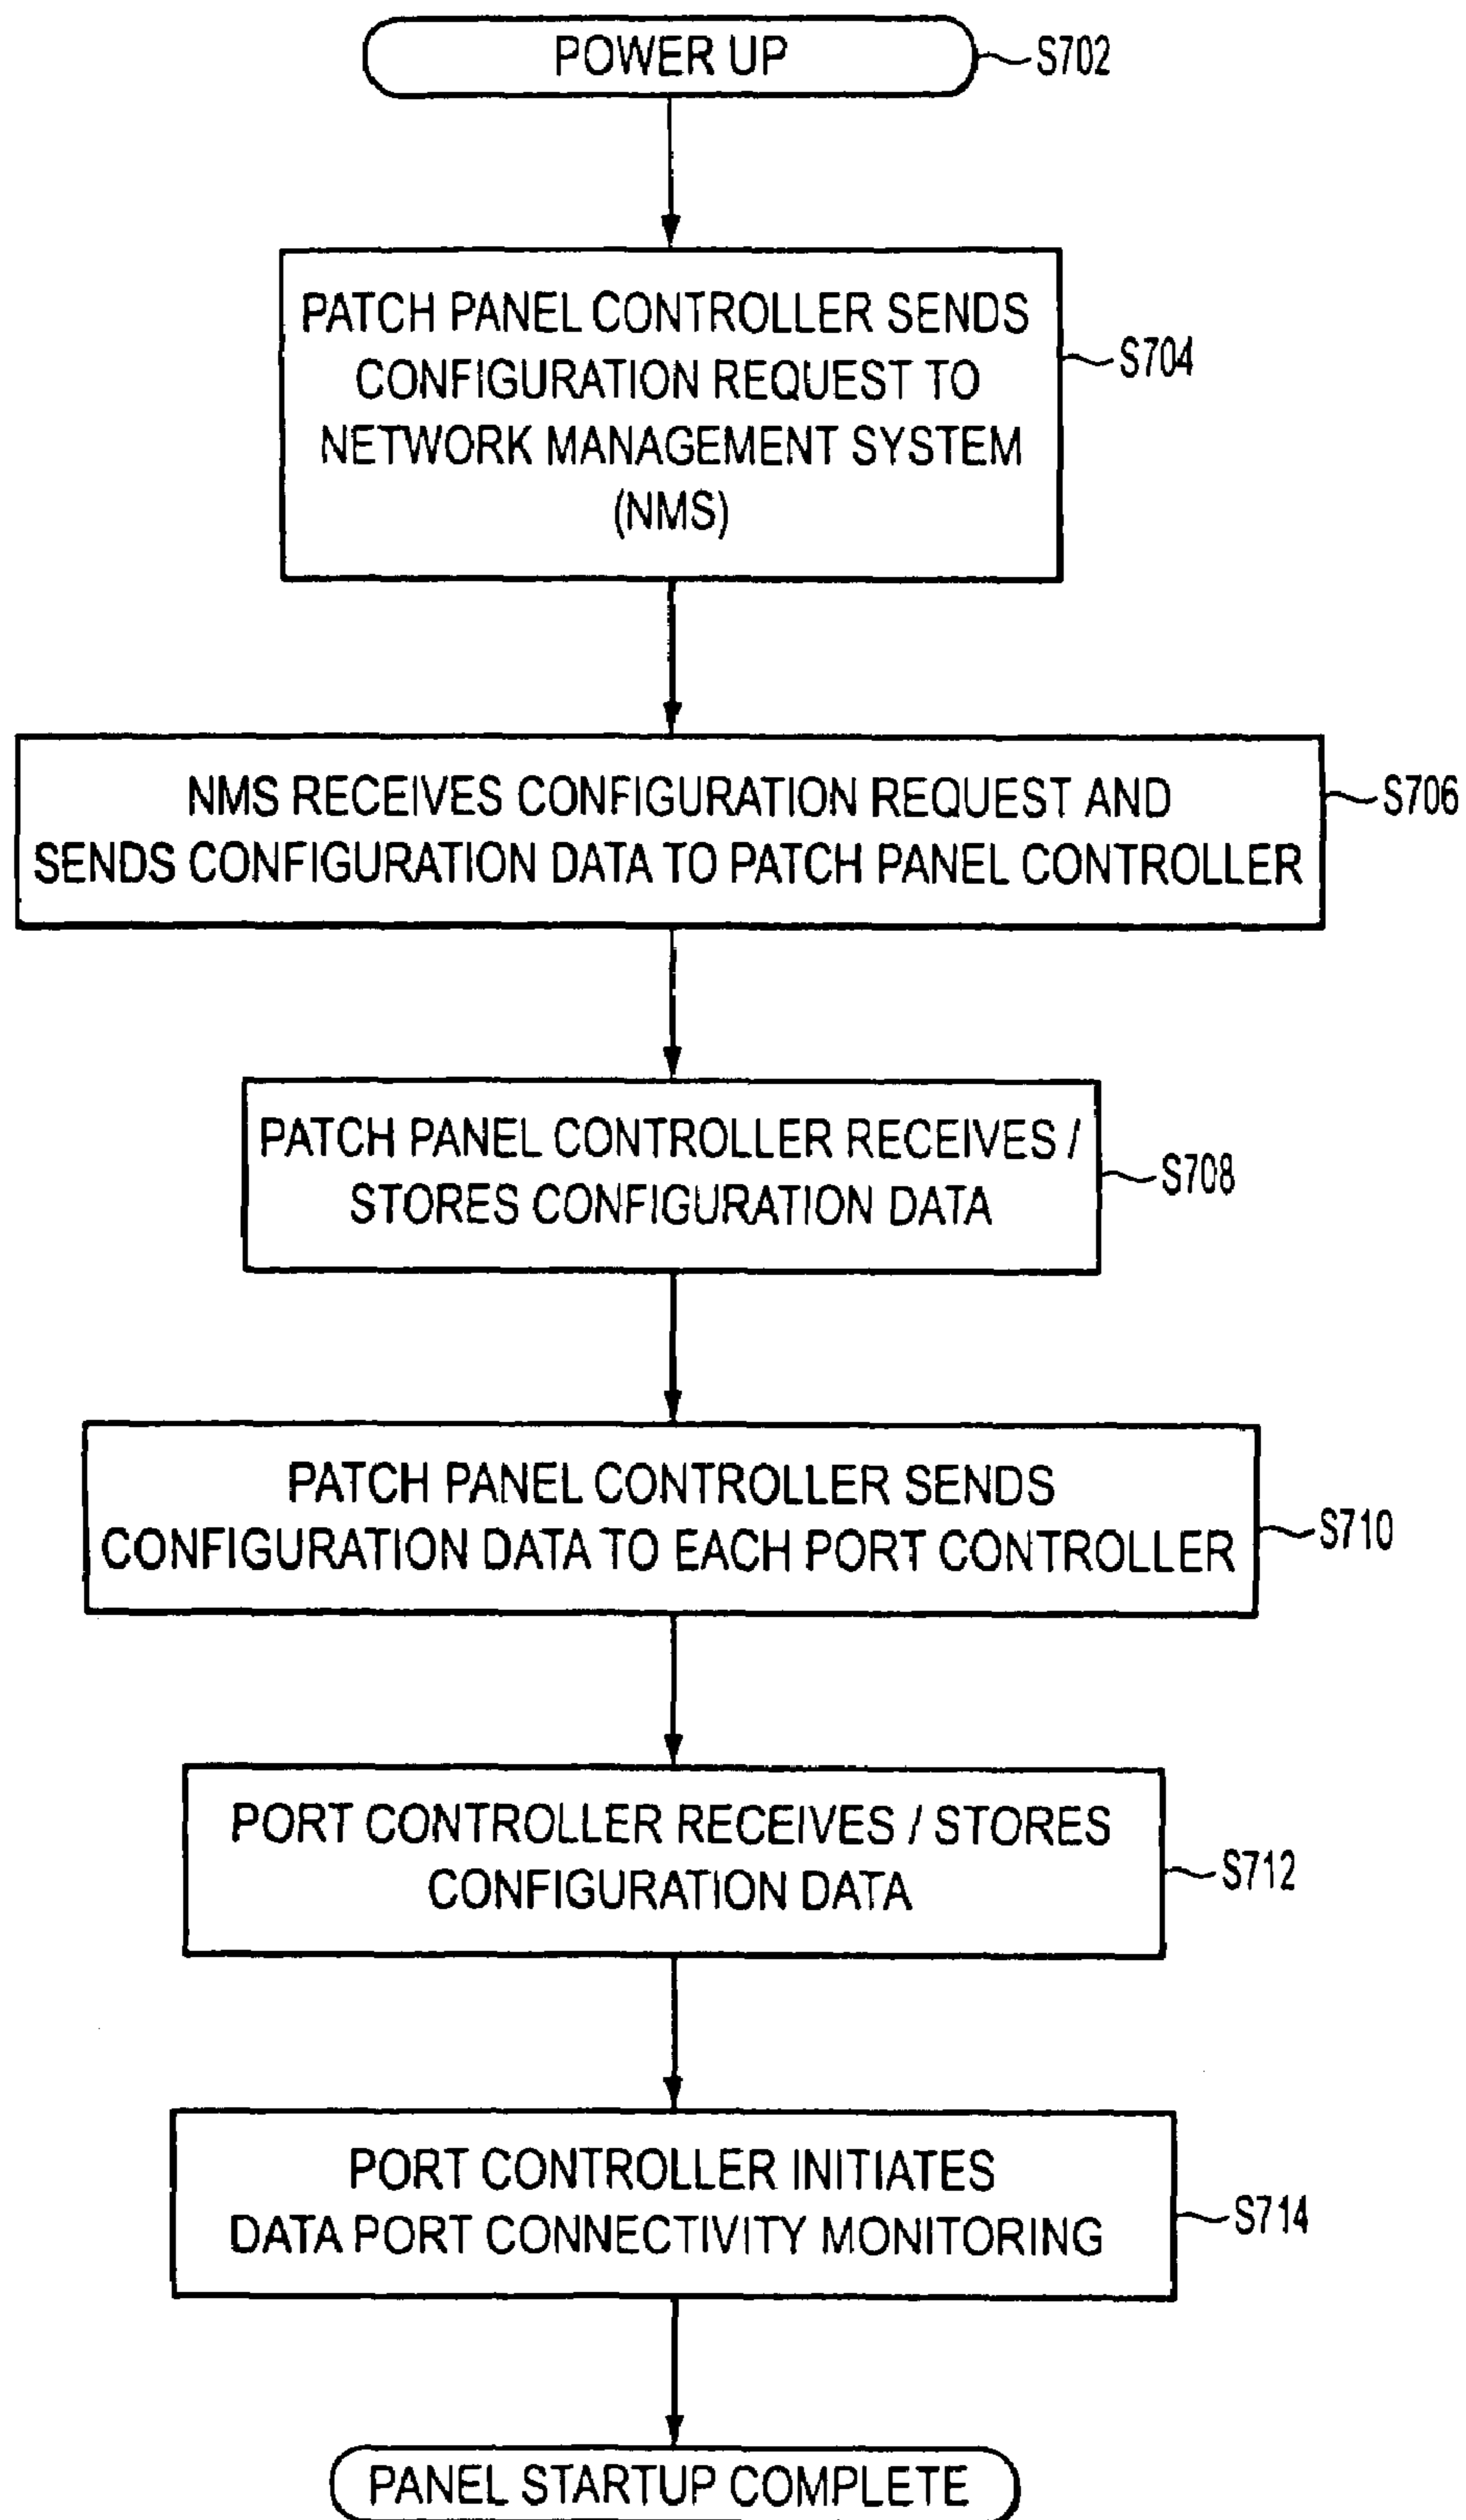 POWER UP
S702
PATCH PANEL CONTROLLER SENDS
CONFIGURATION REQUEST TO
NETWORK MANAGEMENT SYSTEM
(NMS)
S704
NMS RECEIVES CONFIGURATION REQUEST AND
SENDS CONFIGURATION DATA TO PATCH PANEL CONTROLLER
S706
PATCH PANEL CONTROLLER RECEIVES /
STORES CONFIGURATION DATA
S708
PATCH PANEL CONTROLLER SENDS
CONFIGURATION DATA TO EACH PORT CONTROLLER
S710
PORT CONTROLLER RECEIVES / STORES
CONFIGURATION DATA
S712
PORT CONTROLLER INITIATES
DATA PORT CONNECTIVITY MONITORING
S714
PANEL STARTUP COMPLETE